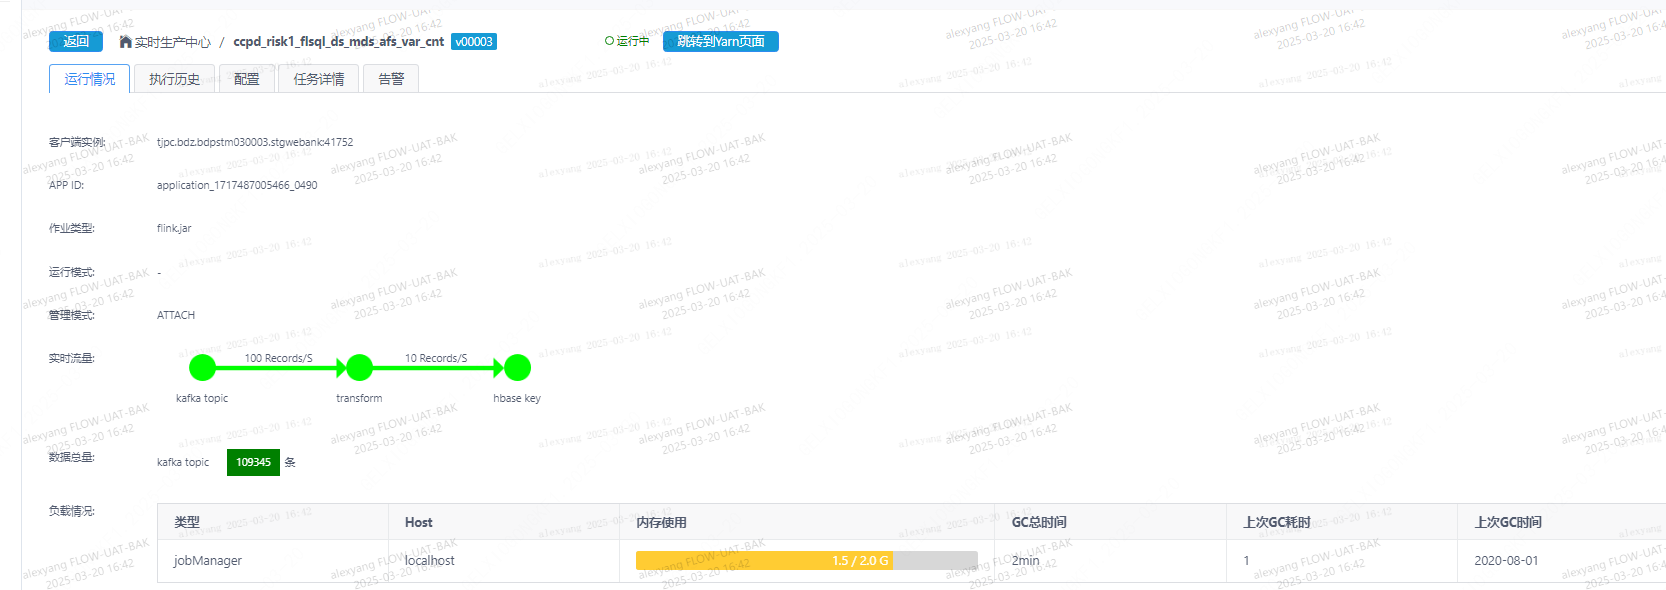 返回 实时生产中心 / ccpd_risk1_flsql_ds_mds_afs_var_cnt v00003 运行中 跳转到Yarn页面
运行情况 执行历史 配置 任务详情 告警
客户端实例: tjpc.bdz.bdpstm030003.stgwebank:41752
APP ID: application_1717487005466_0490
作业类型: flink.jar
运行模式: -
管理模式: ATTACH
实时流量: 100 Records/S 10 Records/S
kafka topic transform hbase key
数据总量: kafka topic 109345 条
负载情况:
类型 Host 内存使用 GC总时间 上次GC耗时 上次GC时间
jobManager localhost 1.5 / 2.0 G 2min 1 2020-08-01
alexyang FLOW-UAT-BAK
2025-03-20 16:42
alexyang 2025-03-20 16:42